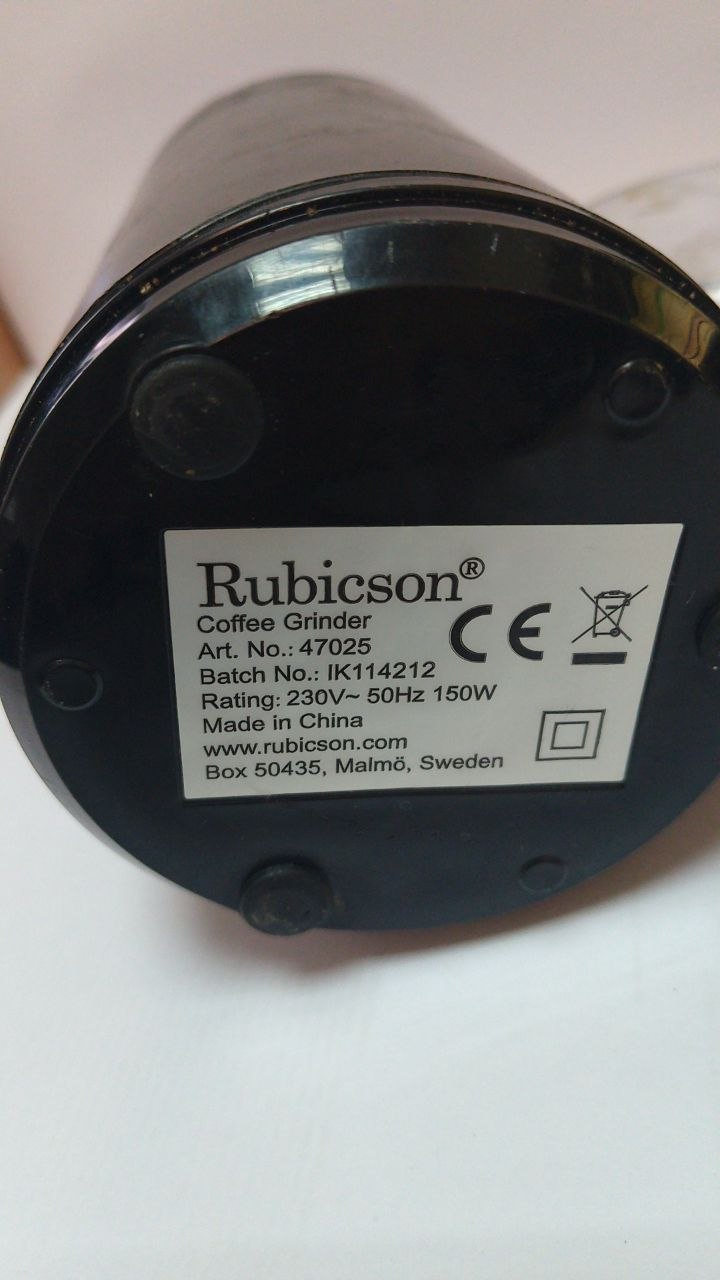 Rubicson®
Coffee Grinder
Art. No.: 47025
Batch No.: IK114212
Rating: 230V~ 50Hz 150W
Made in China
www.rubicson.com
Box 50435, Malmö, Sweden
CE